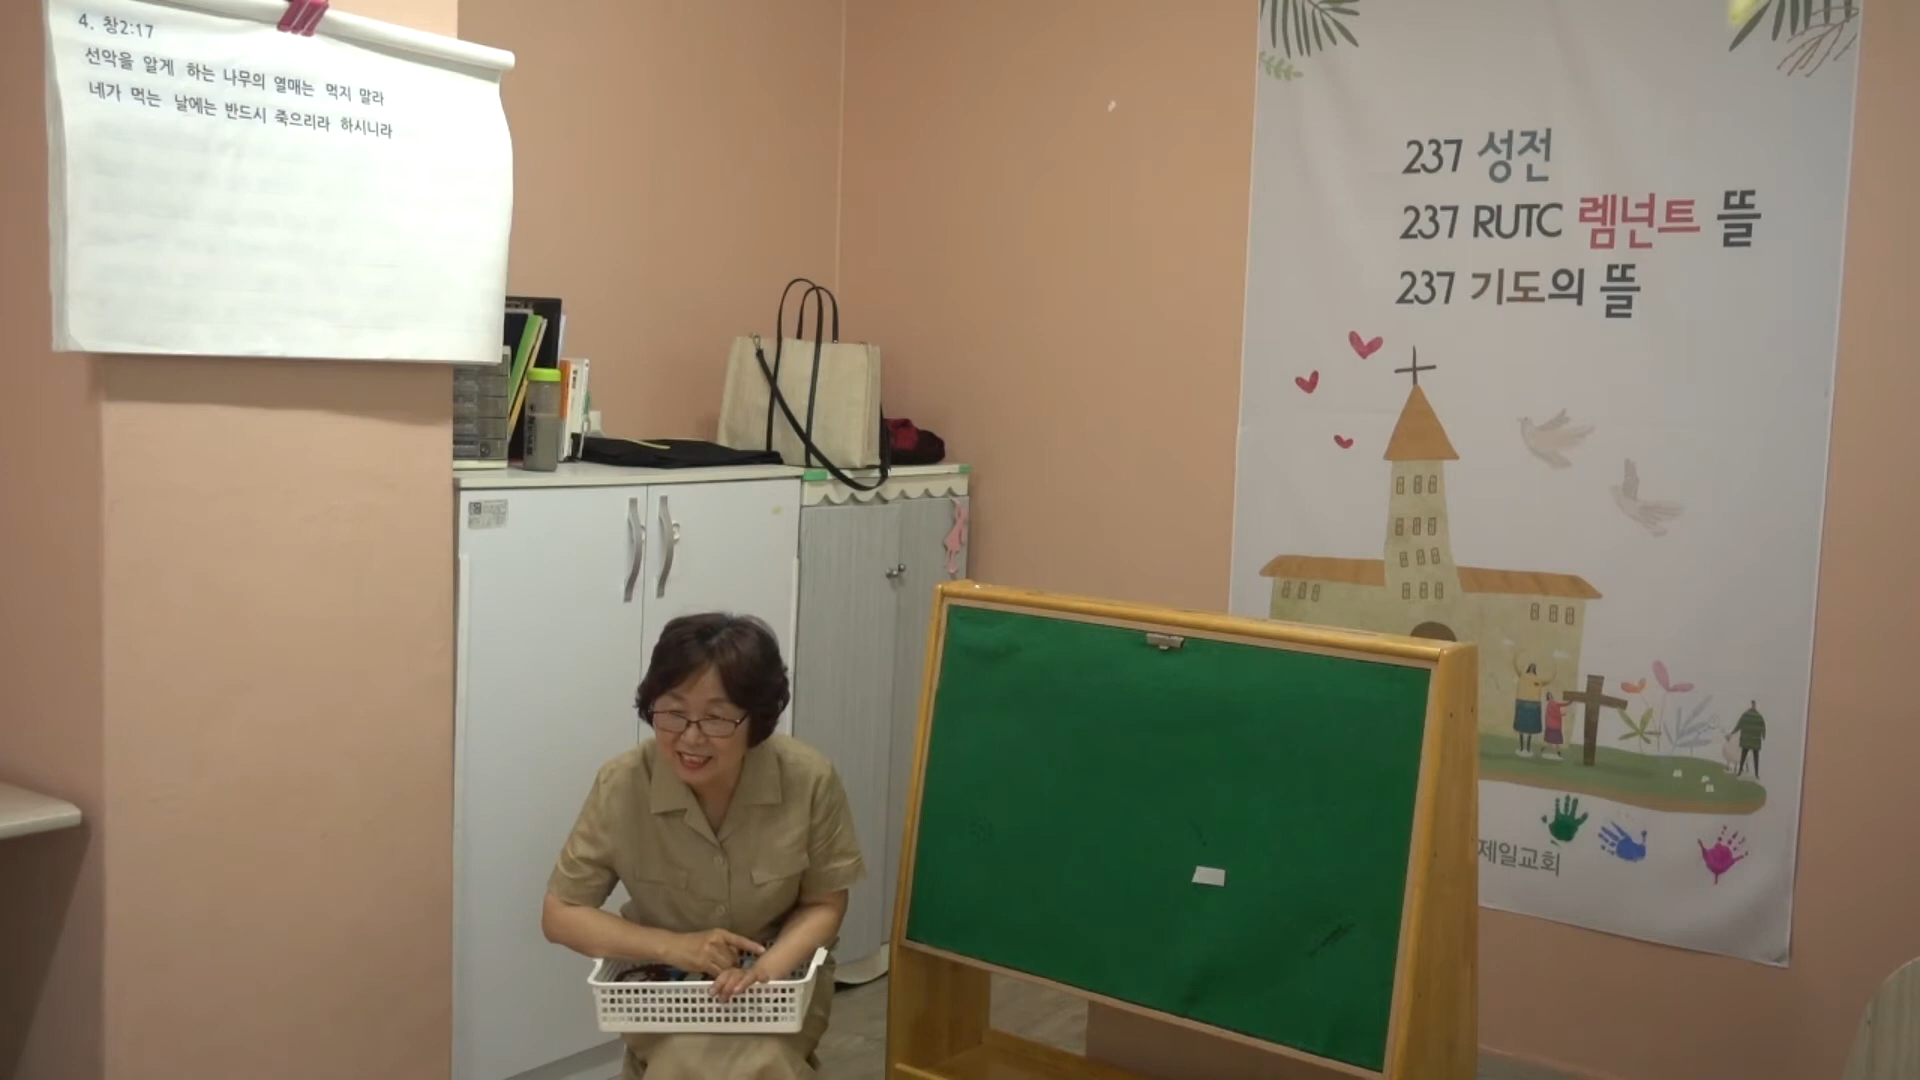 4. 창2:17
선악을 알게 하는 나무의 열매는 먹지 말라
네가 먹는 날에는 반드시 죽으리라 하시니라
237 성전
237 RUTC 렘넌트 뜰
237 기도의 뜰
제일교회